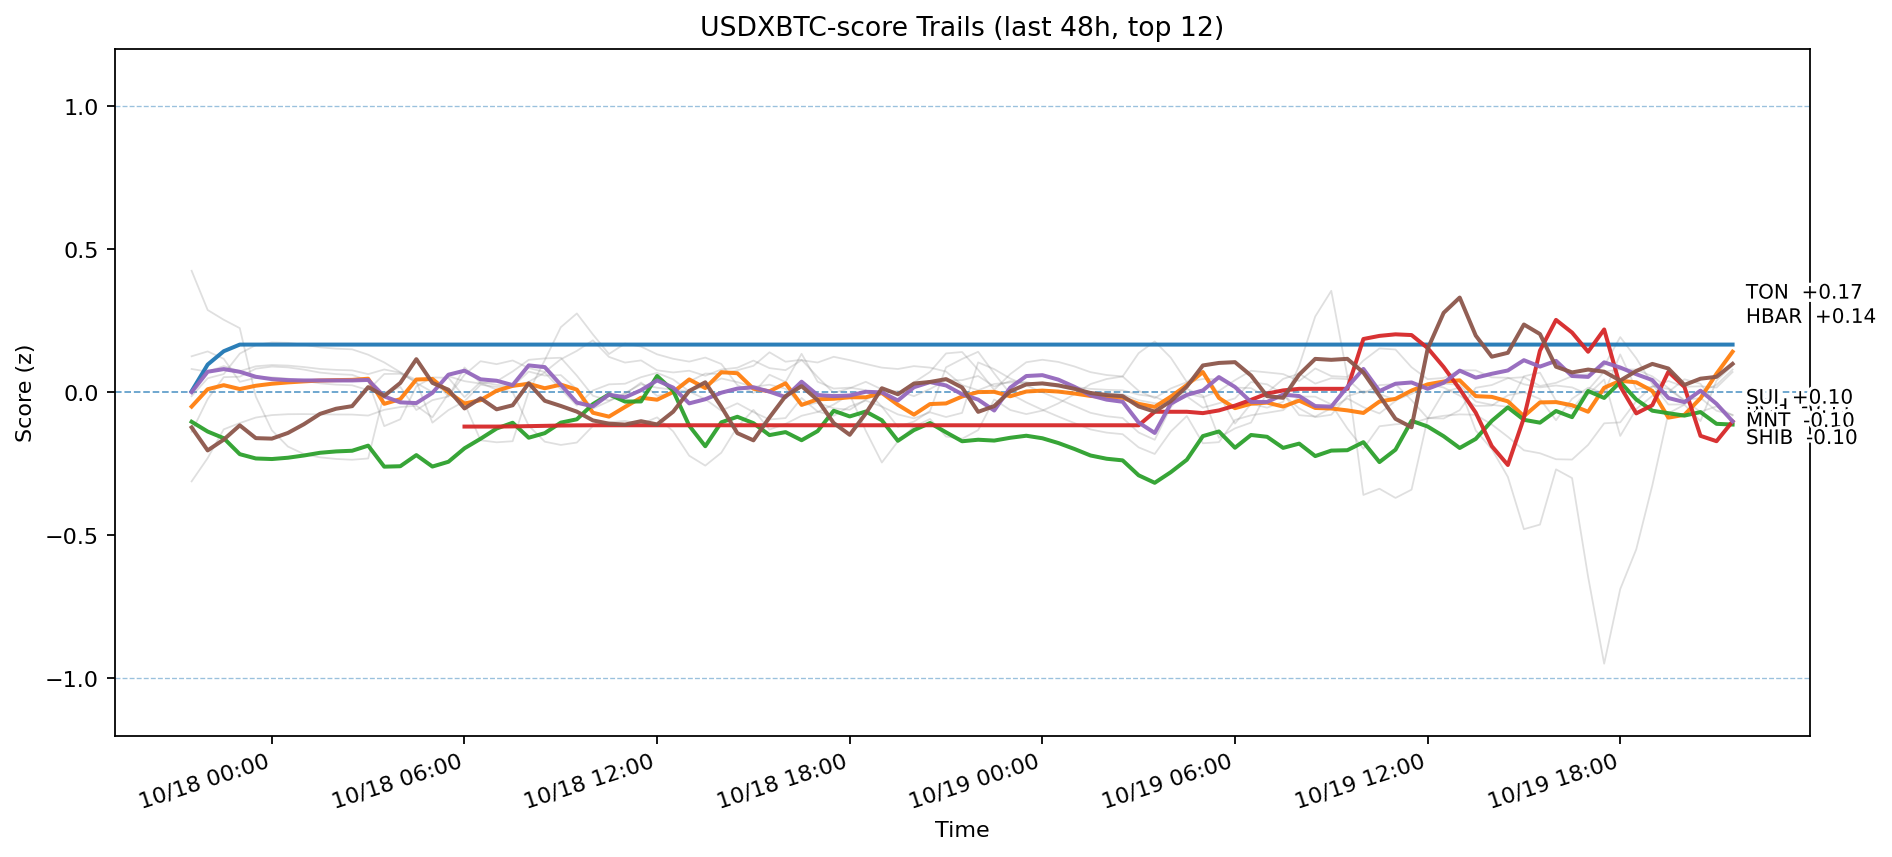 USDXBTC-score Trails (last 48h, top 12)
Score (z)
1.0
0.5
0.0
−0.5
−1.0
TON +0.17
HBAR +0.14
SUI +0.10
MNT -0.10
SHIB -0.10
10/18 00:00
10/18 06:00
10/18 12:00
10/18 18:00
10/19 00:00
10/19 06:00
10/19 12:00
10/19 18:00
Time